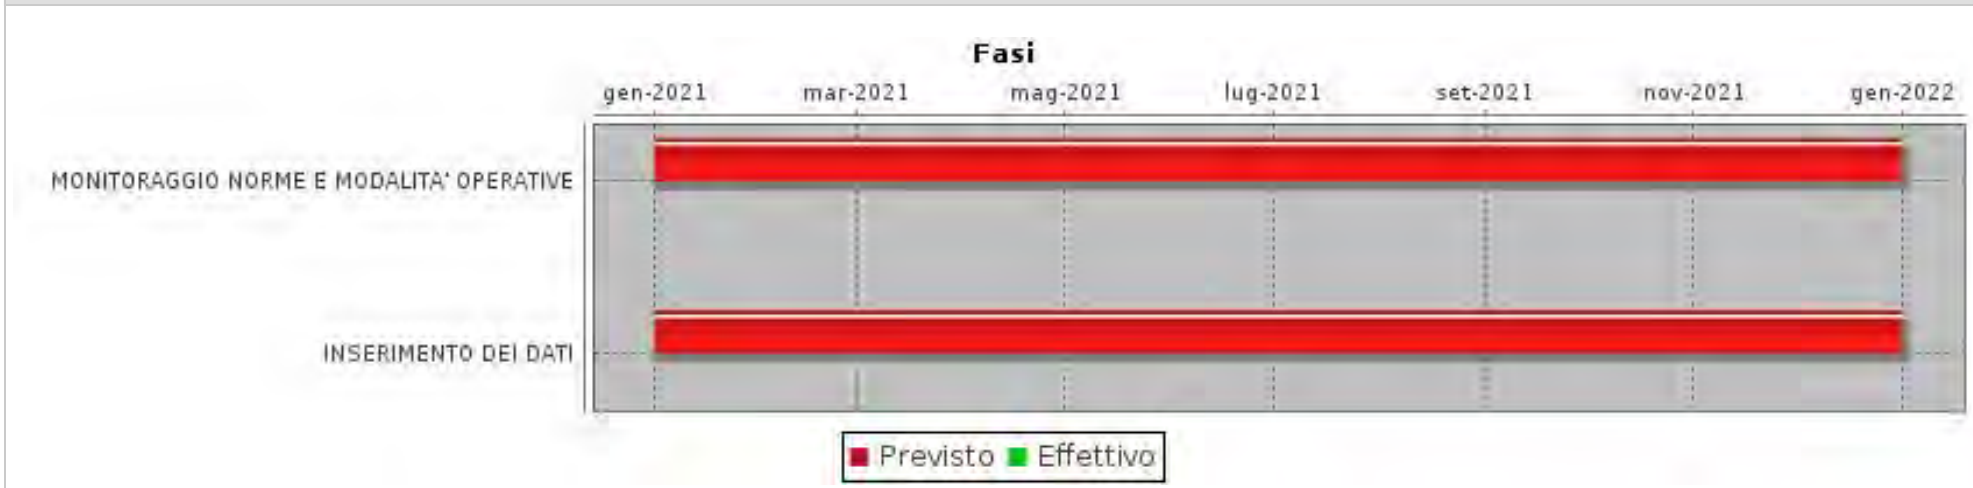 Fasi
gen-2021 mar-2021 mag-2021 lug-2021 set-2021 nov-2021 gen-2022
MONITORAGGIO NORME E MODALITA' OPERATIVE
INSERIMENTO DEI DATI
Previsto Effettivo